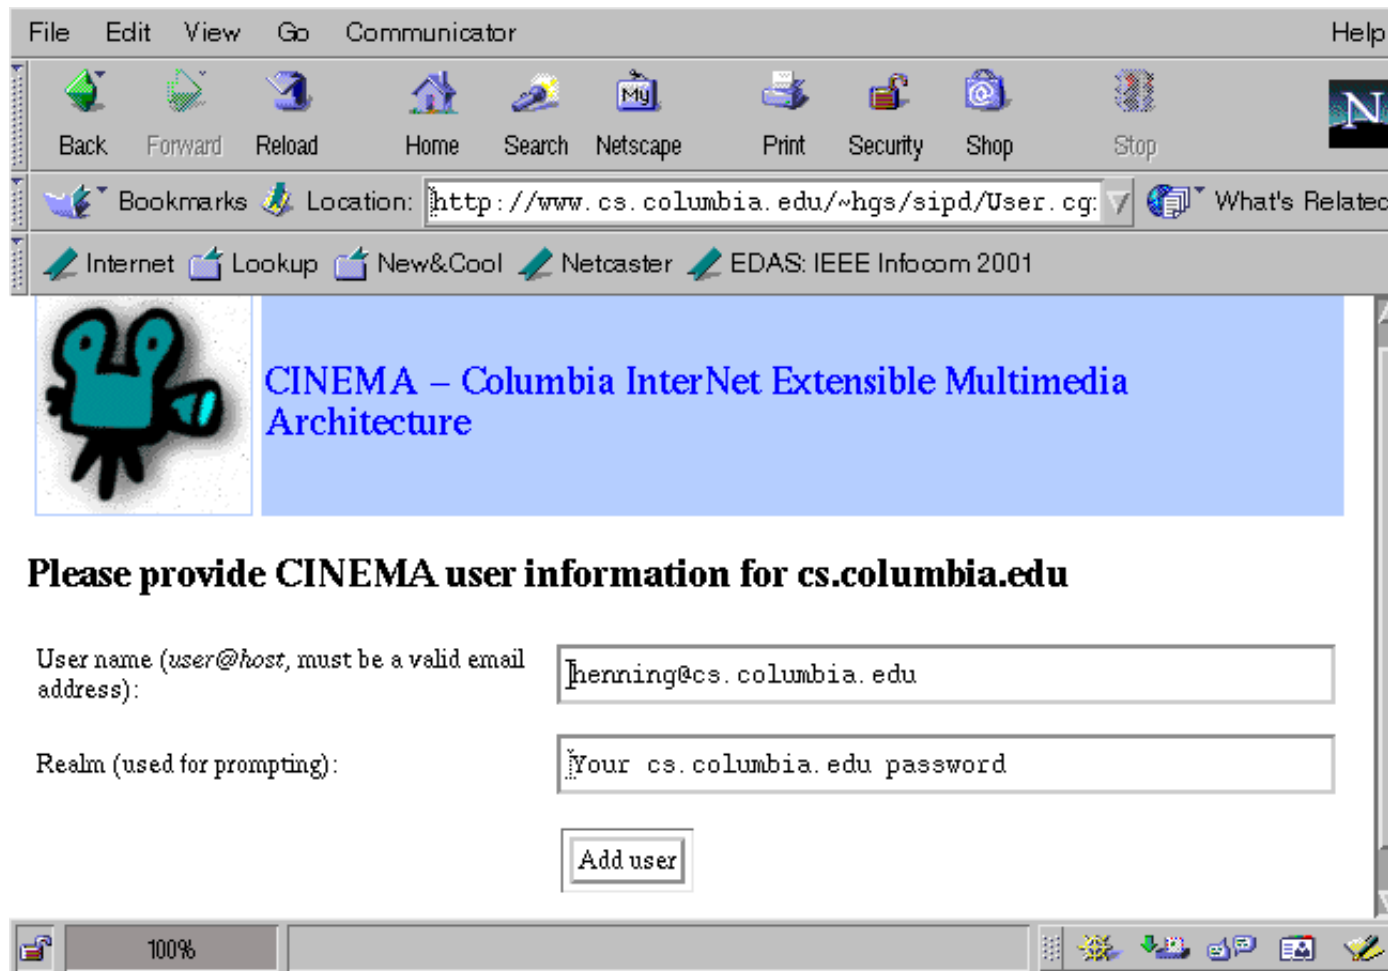 File Edit View Go Communicator Help
My N
Back Forward Reload Home Search Netscape Print Security Shop Stop
Bookmarks Location: http://www.cs.columbia.edu/~hgs/sipd/User.cg: What's Related
Internet Lookup New&Cool Netcaster EDAS: IEEE Infocom 2001
CINEMA – Columbia InterNet Extensible Multimedia
Architecture
Please provide CINEMA user information for cs.columbia.edu
User name (user@host, must be a valid email
address):
henning@cs.columbia.edu
Realm (used for prompting):
Your cs.columbia.edu password
Add user
100%